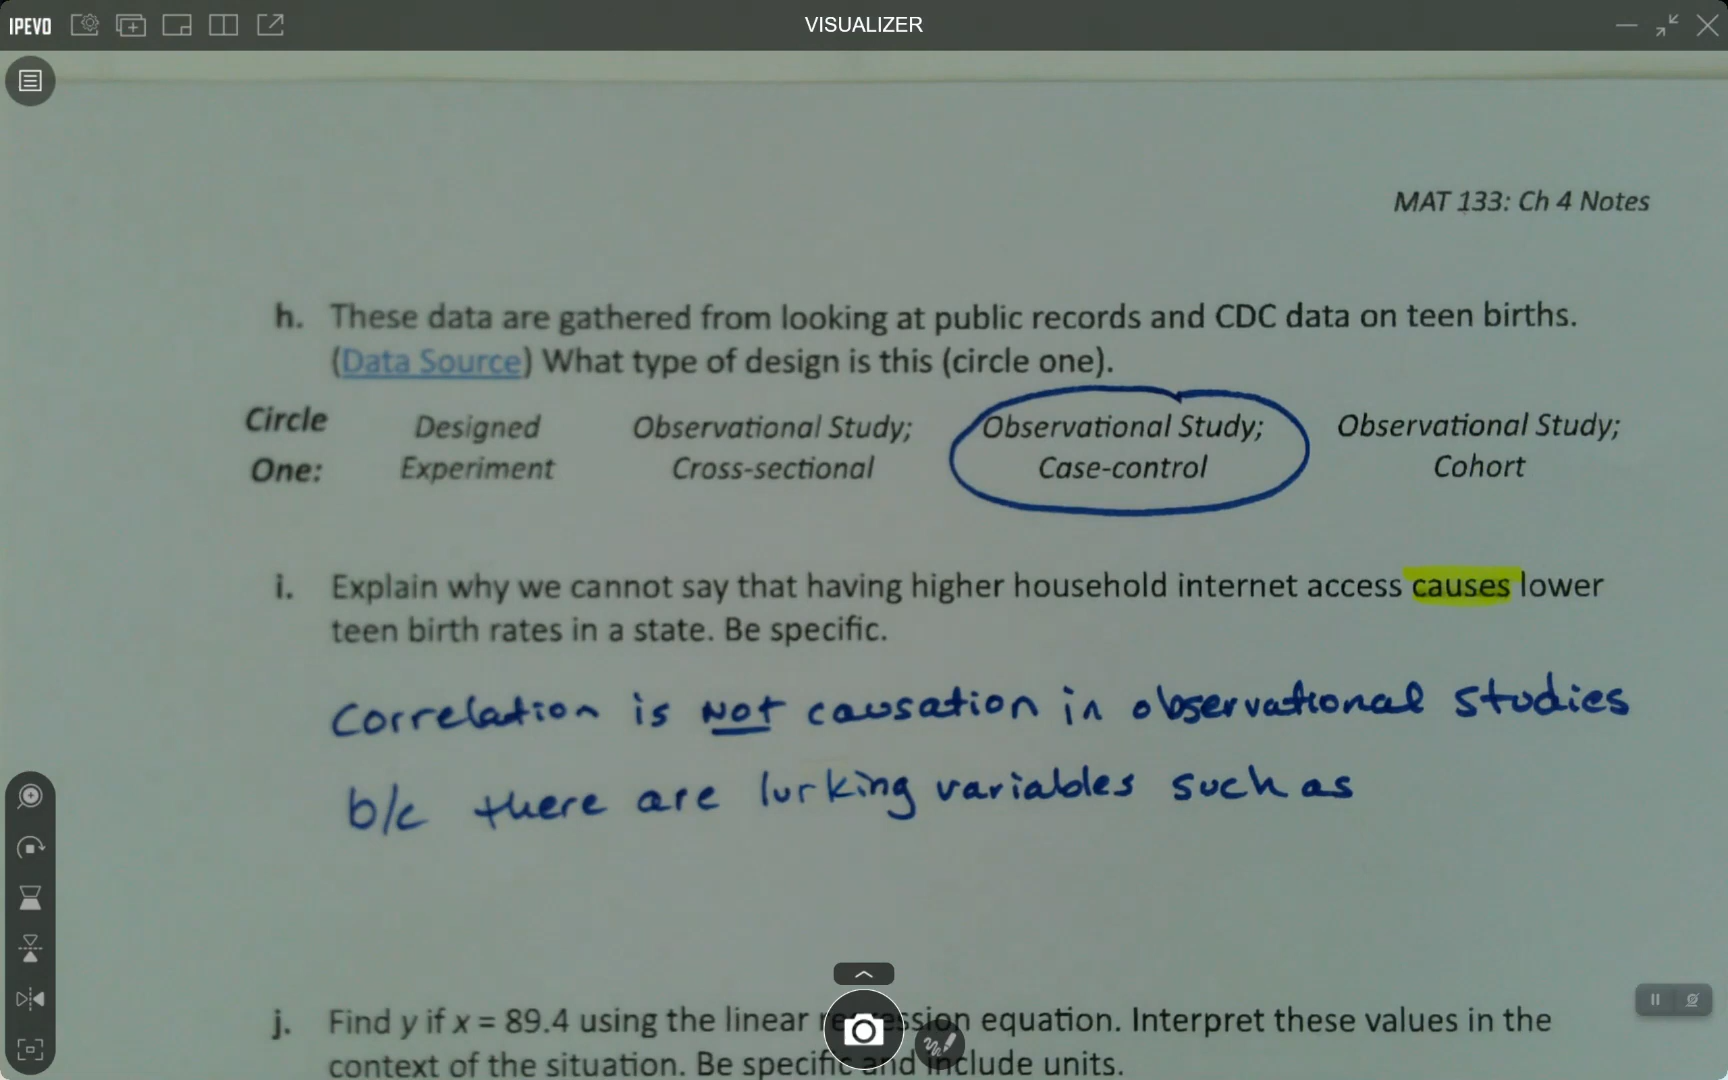 IPEVO
VISUALIZER
MAT 133: Ch 4 Notes
h. These data are gathered from looking at public records and CDC data on teen births.
(Data Source) What type of design is this (circle one).
Circle One: Designed Experiment Observational Study; Cross-sectional Observational Study; Case-control Observational Study; Cohort
i. Explain why we cannot say that having higher household internet access causes lower
teen birth rates in a state. Be specific.
Correlation is NOT causation in observational studies
b/c there are lurking variables such as
j. Find y if x = 89.4 using the linear regression equation. Interpret these values in the
context of the situation. Be specific and include units.